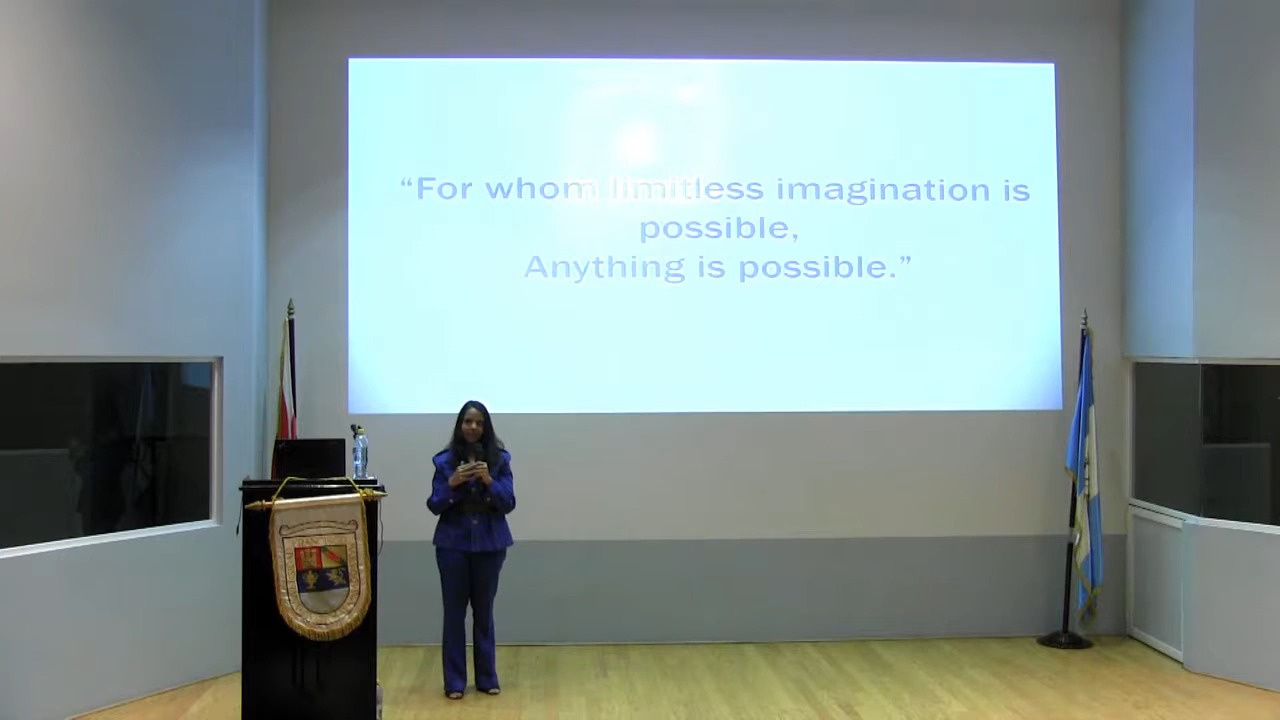 “For whom limitless imagination is
possible,
Anything is possible.”